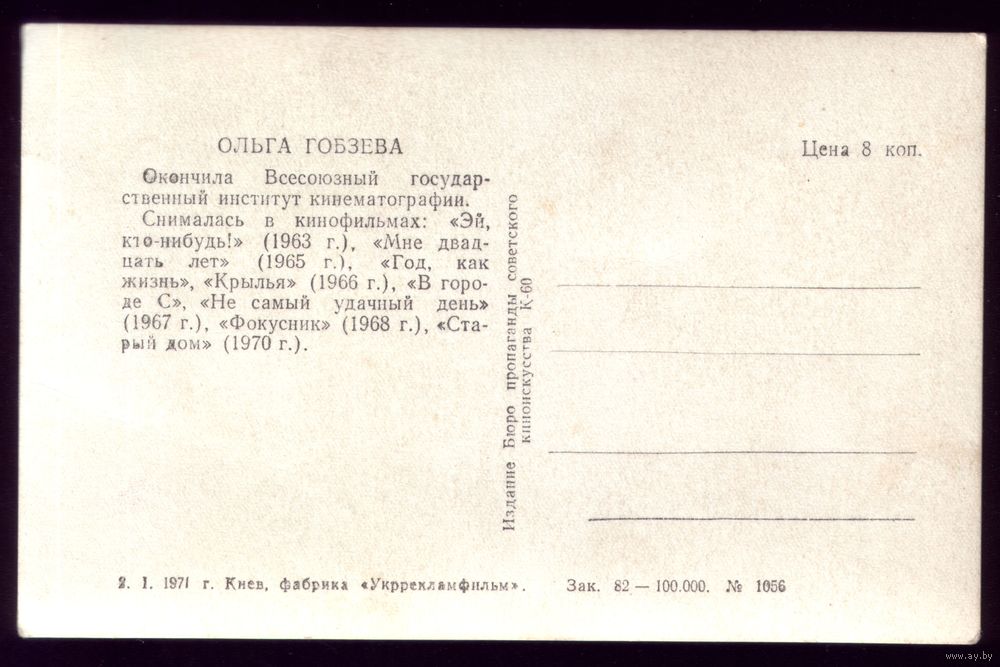 ОЛЬГА ГОБЗЕВА
Окончила Всесоюзный государ-
ственный институт кинематографии.
Снималась в кинофильмах: «Эй,
кто-нибудь!» (1963 г.), «Мне двад-
цать лет» (1965 г.), «Год, как
жизнь», «Крылья» (1966 г.), «В горо-
де С», «Не самый удачный день»
(1967 г.), «Фокусник» (1968 г.), «Ста-
рый дом» (1970 г.).
Издание Бюро пропаганды советского
киноискусства К-60
Цена 8 коп.
2. I. 1971 г. Киев, фабрика «Укррекламфильм». Зак. 82 — 100.000. № 1056
www.ay.by